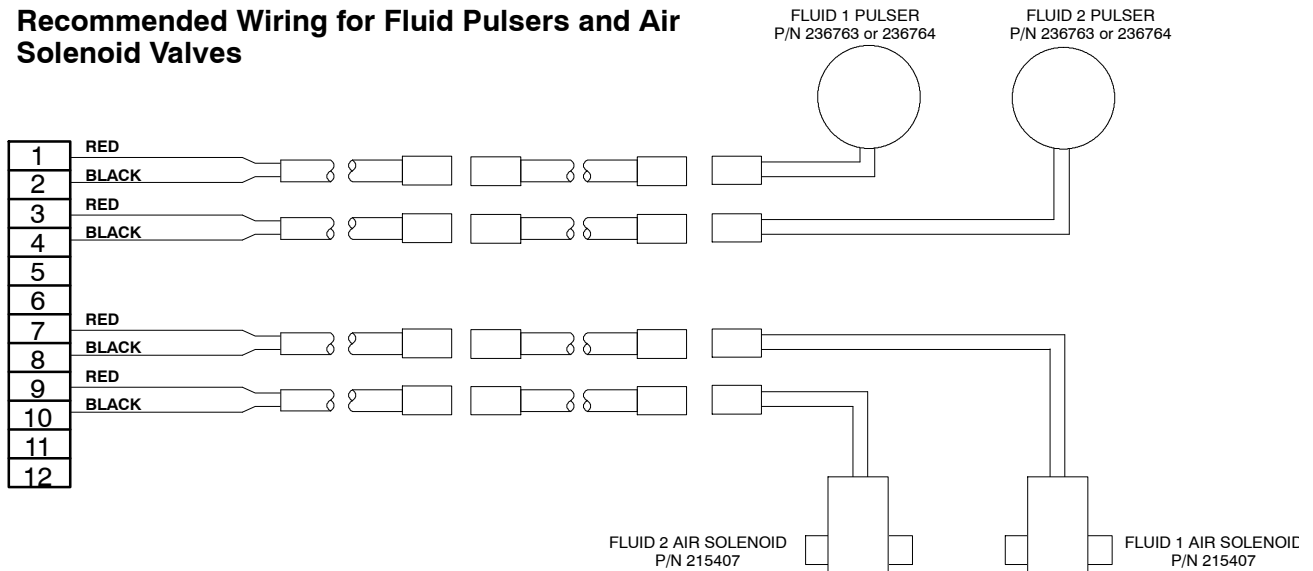 Recommended Wiring for Fluid Pulsers and Air
Solenoid Valves
FLUID 1 PULSER
P/N 236763 or 236764
FLUID 2 PULSER
P/N 236763 or 236764
1
RED
2
BLACK
3
RED
4
BLACK
5
6
7
RED
8
BLACK
9
RED
10
BLACK
11
12
FLUID 2 AIR SOLENOID
P/N 215407
FLUID 1 AIR SOLENOID
P/N 215407